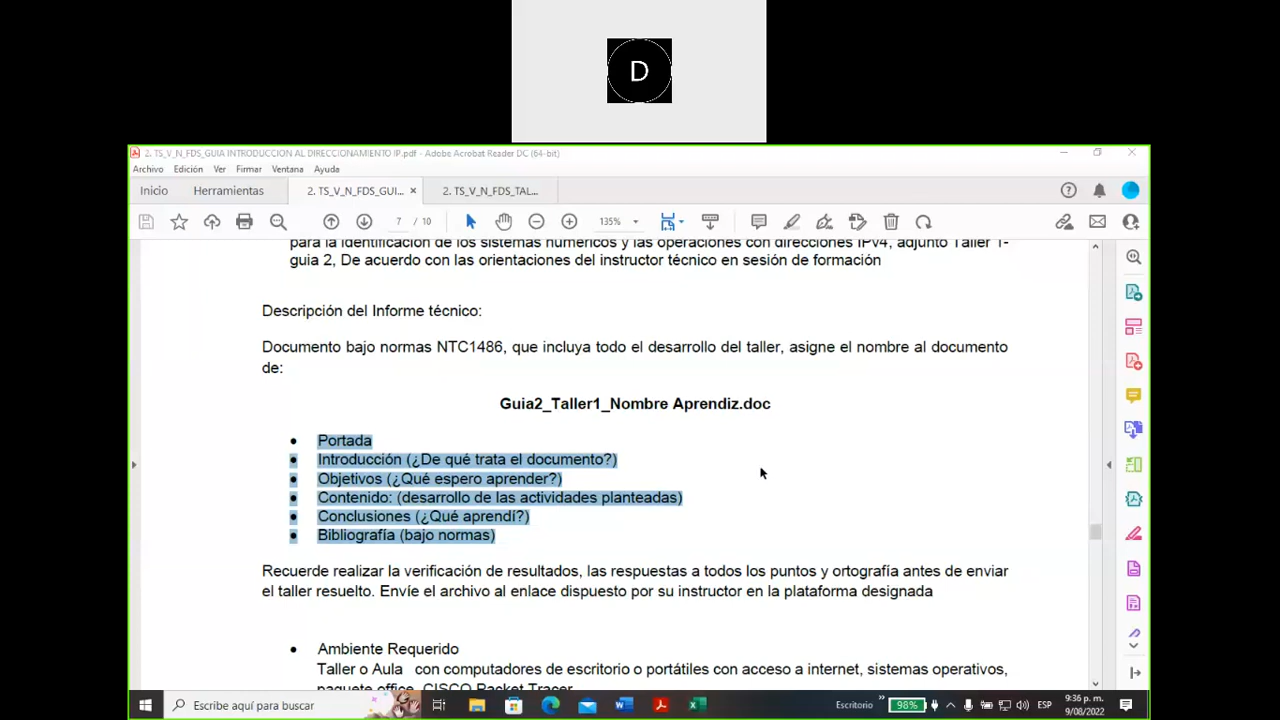 D
2. TS_V_N_FDS_GUIA INTRODUCCION AL DIRECCIONAMIENTO IP.pdf - Adobe Acrobat Reader DC (64-bit)
Archivo Edición Ver Firmar Ventana Ayuda
Inicio Herramientas 2. TS_V_N_FDS_GUI... × 2. TS_V_N_FDS_TAL...
7 / 10 135%
para la identificación de los sistemas numéricos y las operaciones con direcciones IPv4, adjunto Taller 1-
guia 2, De acuerdo con las orientaciones del instructor técnico en sesión de formación
Descripción del Informe técnico:
Documento bajo normas NTC1486, que incluya todo el desarrollo del taller, asigne el nombre al documento
de:
Guia2_Taller1_Nombre Aprendiz.doc
• Portada
• Introducción (¿De qué trata el documento?)
• Objetivos (¿Qué espero aprender?)
• Contenido: (desarrollo de las actividades planteadas)
• Conclusiones (¿Qué aprendí?)
• Bibliografía (bajo normas)
Recuerde realizar la verificación de resultados, las respuestas a todos los puntos y ortografía antes de enviar
el taller resuelto. Envíe el archivo al enlace dispuesto por su instructor en la plataforma designada
• Ambiente Requerido
Taller o Aula con computadores de escritorio o portátiles con acceso a internet, sistemas operativos,
paquete office, CISCO Packet Tracer
Escribe aquí para buscar
Escritorio » 98% ESP 9:36 p. m.
9/08/2022